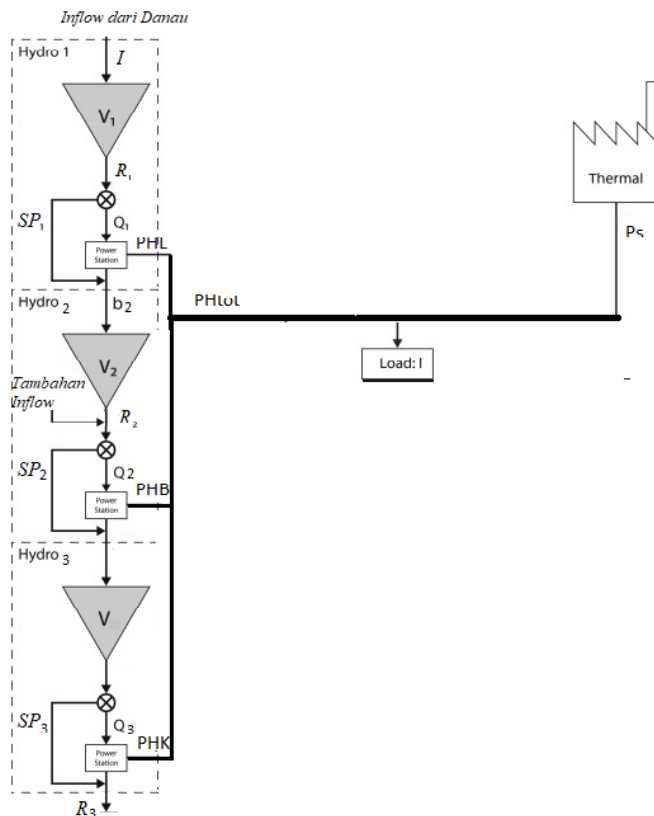 Inflow dari Danau
Hydro 1
I
V₁
R₁
SP₁
Q₁
Power
Station
PHL
Thermal
Ps
Hydro 2
b₂
PHtot
V₂
Load: l
Tambahan
Inflow
R₂
SP₂
Q2
Power
Station
PHB
Hydro 3
V
SP₃
Q₃
Power
Station
PHK
R₃